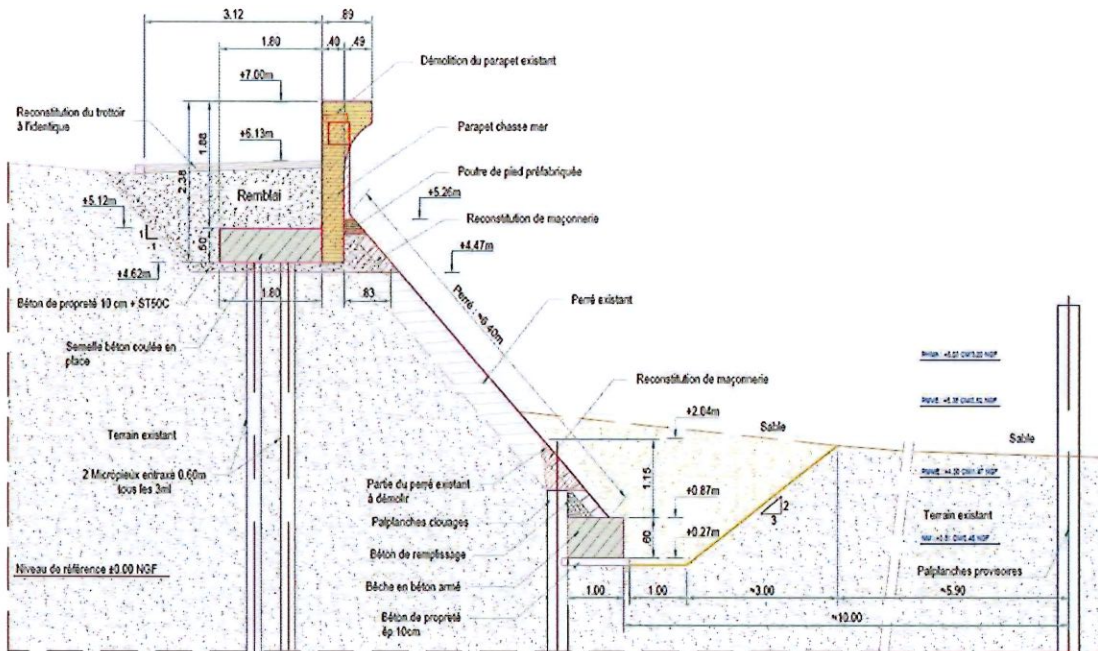 3.12
.89
1.80
.40
.49
Démolition du parapet existant
+7.00m
Reconstitution du trottoir
à l'identique
+6.13m
1.88
Parapet chasse mer
2.38
Poutre de pied préfabriquée
Remblai
+5.26m
+5.12m
Reconstitution de maçonnerie
1
1
.50
+4.47m
+4.62m
1.80
.83
Béton de propreté 10 cm + ST50C
Perré : ≈6.40m
Perré existant
Semelle béton coulée en
place
Reconstitution de maçonnerie
+2.04m
Sable
Sable
Terrain existant
2 Micropieux entraxe 0.60m
tous les 3ml
1.15
Partie du perré existant
à démolir
+0.87m
2
3
Palplanches clouages
Terrain existant
.60
+0.27m
Béton de remplissage
Niveau de référence ±0.00 NGF
Palplanches provisoires
Bêche en béton armé
1.00
1.00
≈3.00
≈5.90
Béton de propreté
ép 10cm
≈10.00